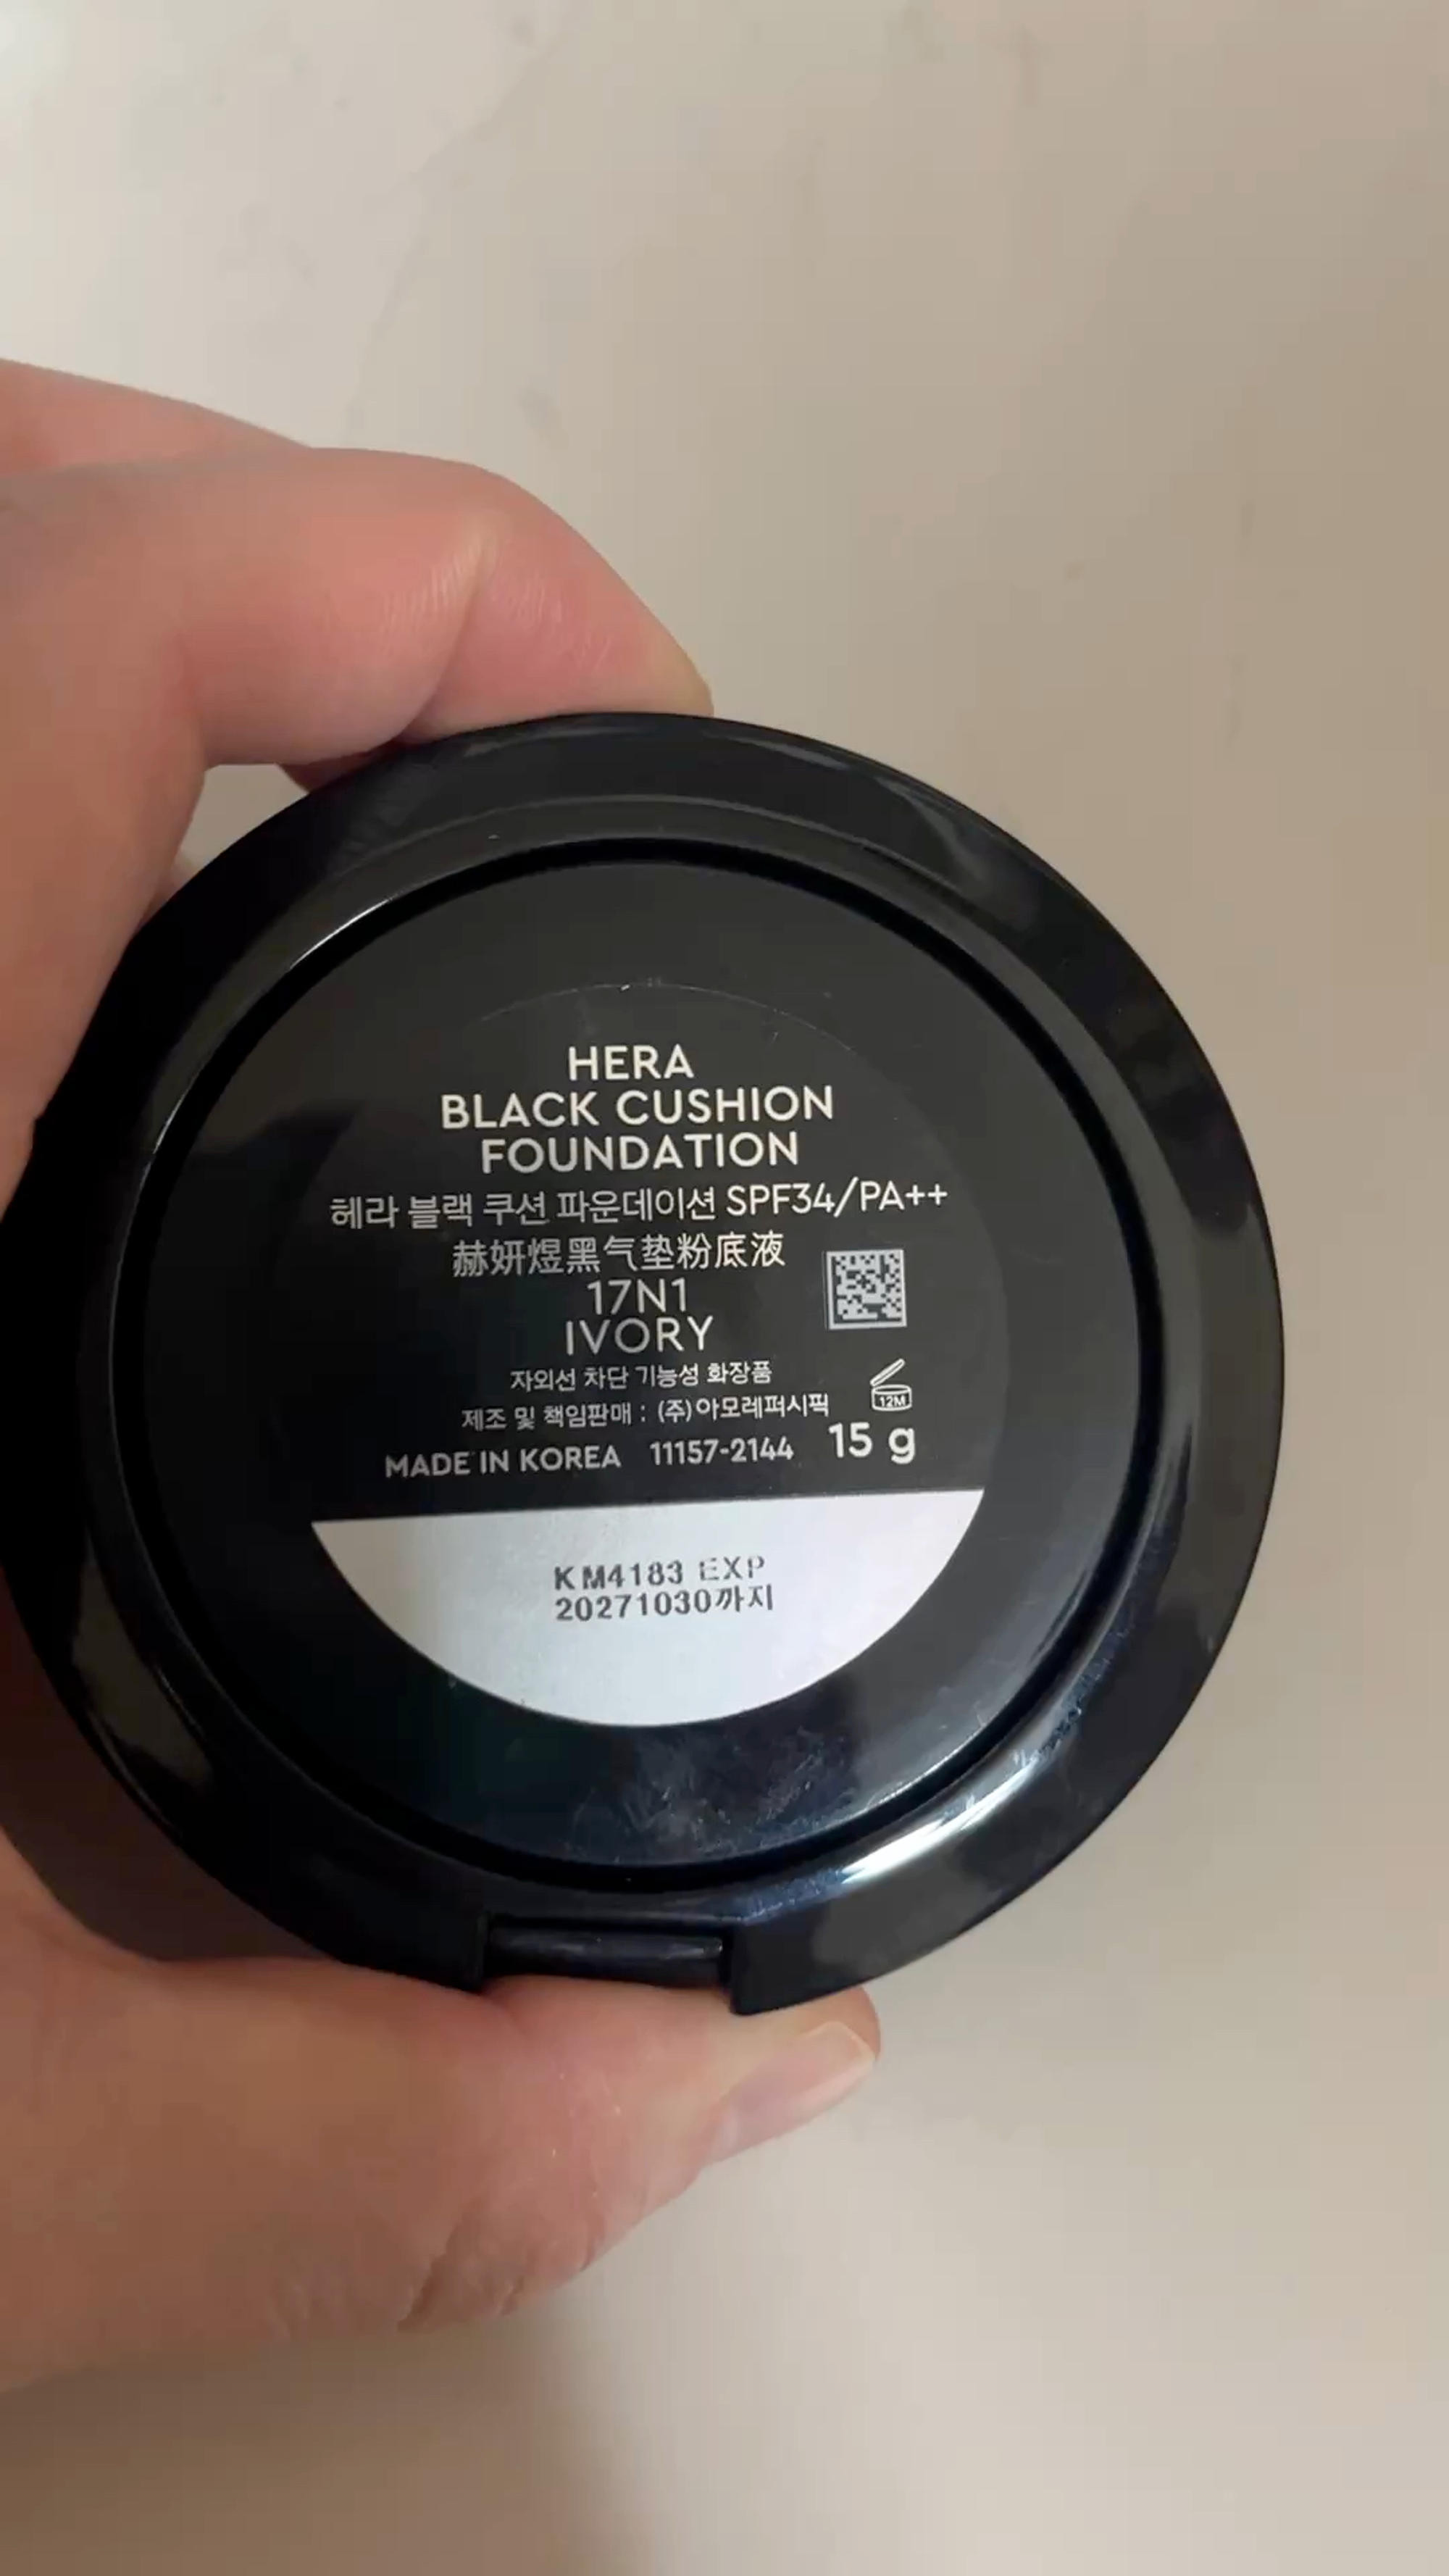 HERA
BLACK CUSHION
FOUNDATION
헤라 블랙 쿠션 파운데이션 SPF34/PA++
赫妍煜黑气垫粉底液
17N1
IVORY
자외선 차단 기능성 화장품
제조 및 책임판매 : (주)아모레퍼시픽
12M
MADE IN KOREA 11157-2144 15 g
KM4183 EXP
20271030까지